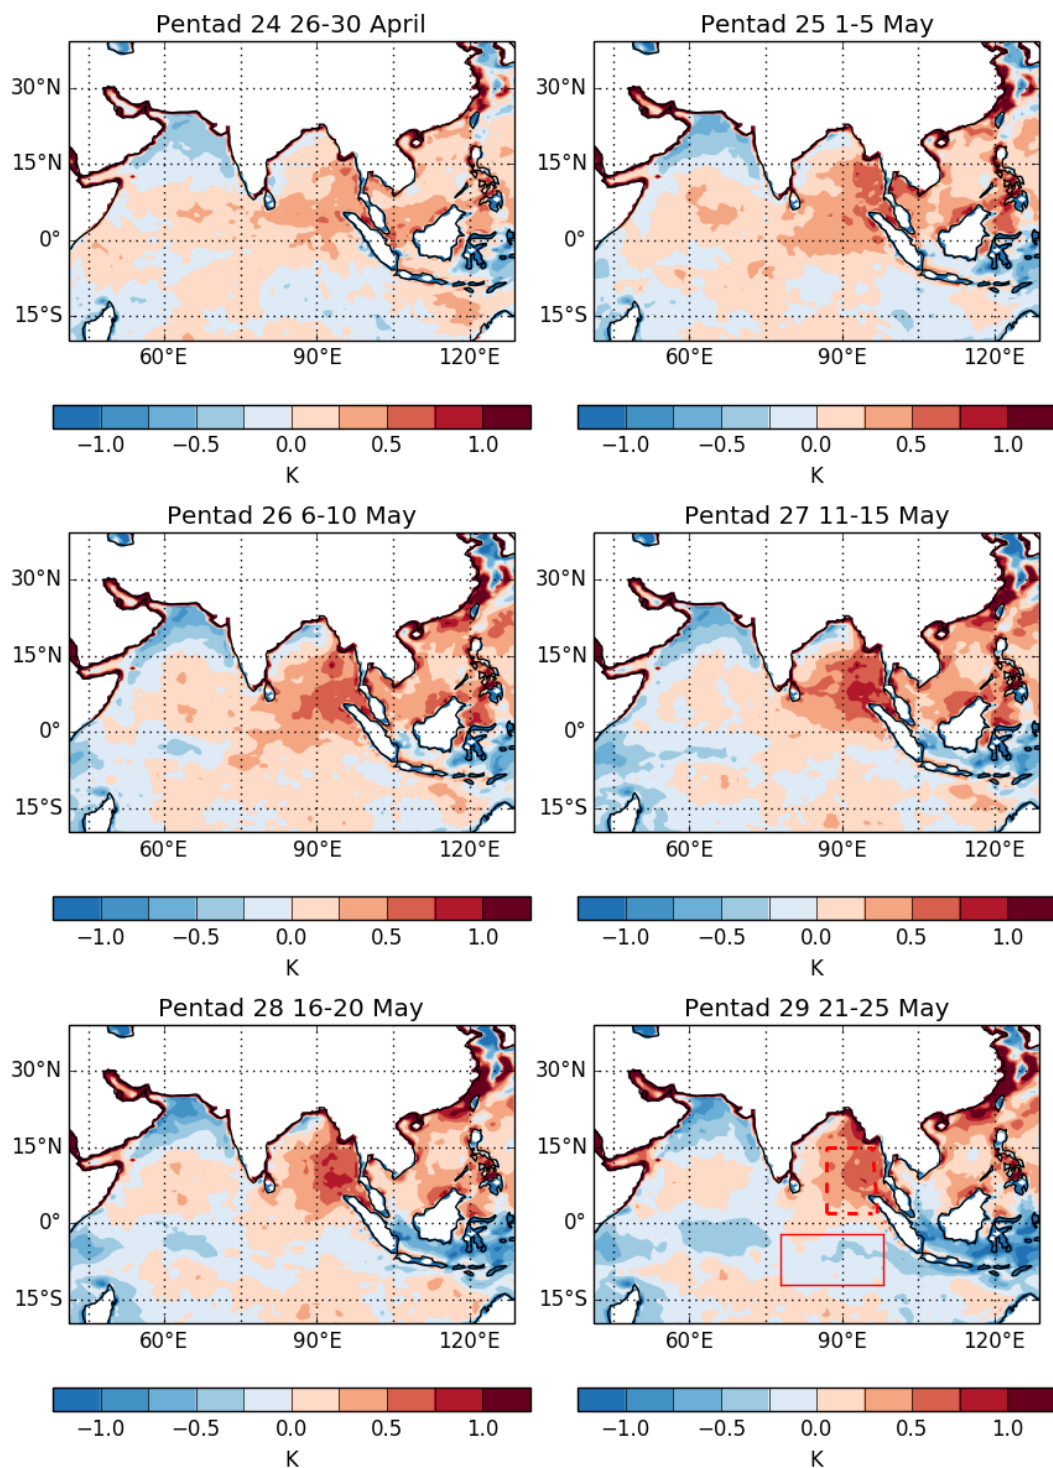 Pentad 24 26-30 April
Pentad 25 1-5 May
30°N
15°N
0°
15°S
60°E 90°E 120°E
30°N
15°N
0°
15°S
60°E 90°E 120°E
−1.0 −0.5 0.0 0.5 1.0
K
−1.0 −0.5 0.0 0.5 1.0
K
Pentad 26 6-10 May
Pentad 27 11-15 May
30°N
15°N
0°
15°S
60°E 90°E 120°E
30°N
15°N
0°
15°S
60°E 90°E 120°E
−1.0 −0.5 0.0 0.5 1.0
K
−1.0 −0.5 0.0 0.5 1.0
K
Pentad 28 16-20 May
Pentad 29 21-25 May
30°N
15°N
0°
15°S
60°E 90°E 120°E
30°N
15°N
0°
15°S
60°E 90°E 120°E
−1.0 −0.5 0.0 0.5 1.0
K
−1.0 −0.5 0.0 0.5 1.0
K